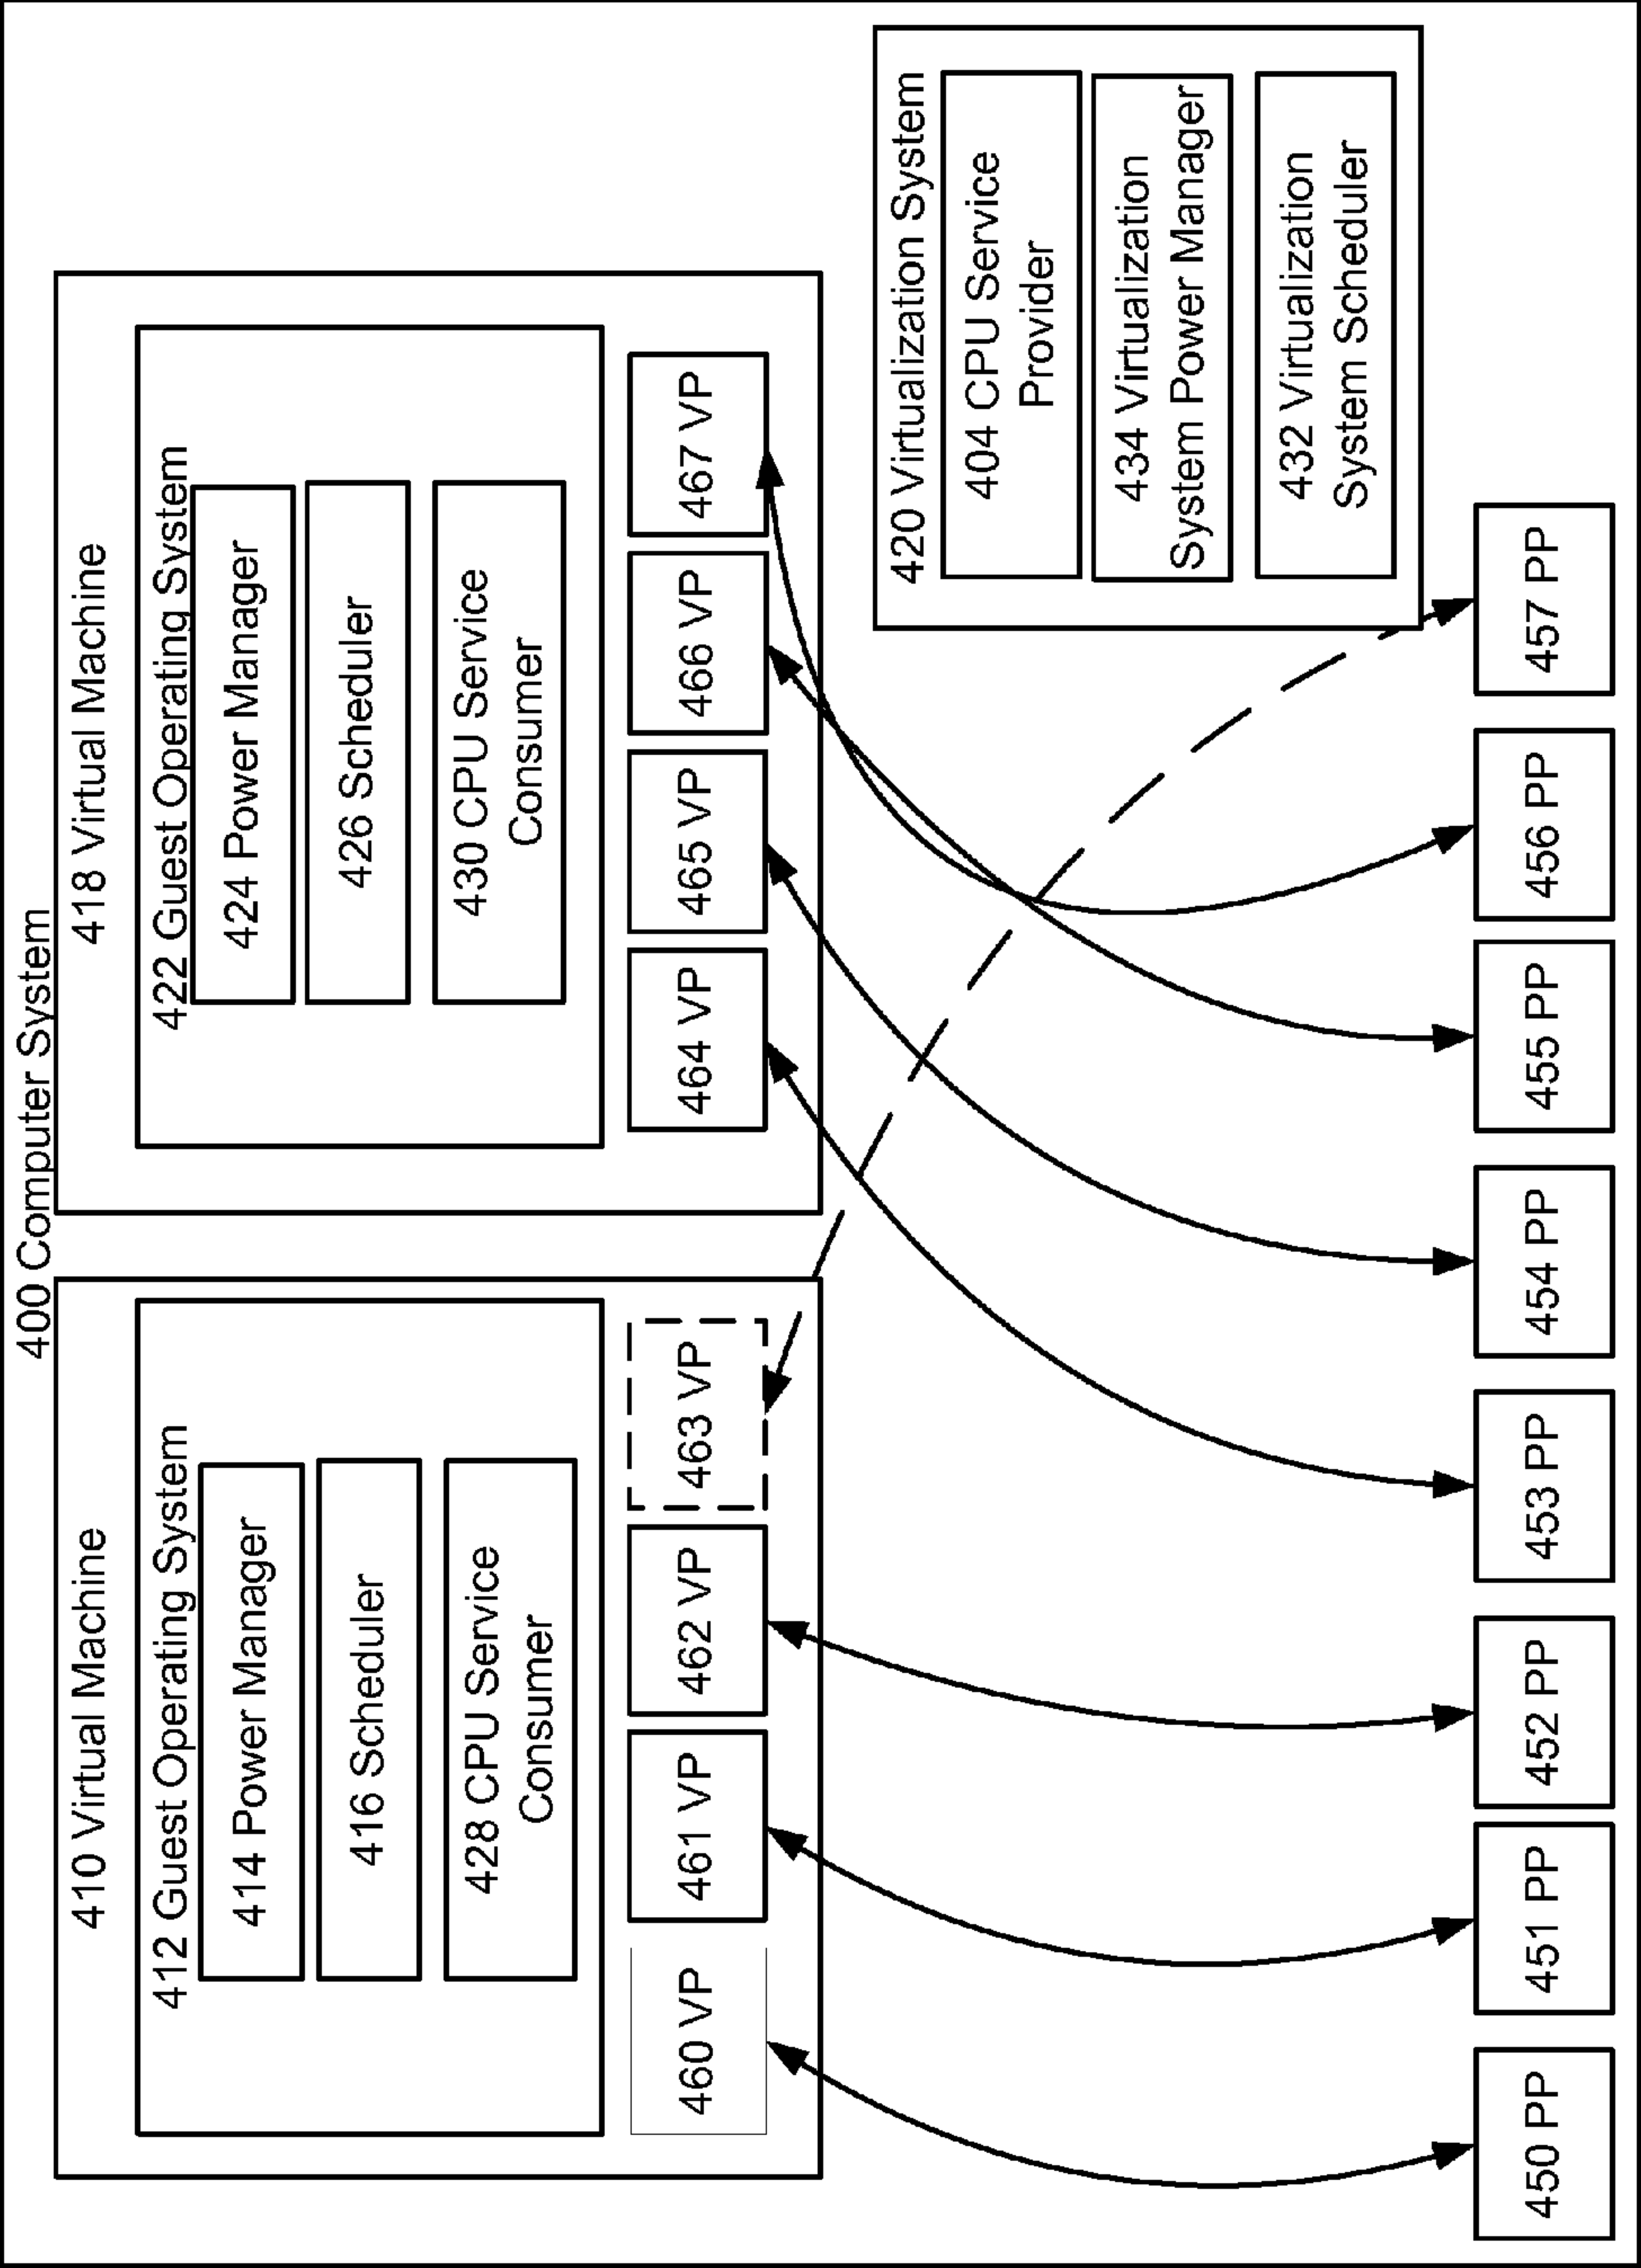 400 Computer System
410 Virtual Machine
412 Guest Operating System
414 Power Manager
416 Scheduler
428 CPU Service
Consumer
460 VP
461 VP
462 VP
463 VP
418 Virtual Machine
422 Guest Operating System
424 Power Manager
426 Scheduler
430 CPU Service
Consumer
464 VP
465 VP
466 VP
467 VP
420 Virtualization System
404 CPU Service
Provider
434 Virtualization
System Power Manager
432 Virtualization
System Scheduler
450 PP
451 PP
452 PP
453 PP
454 PP
455 PP
456 PP
457 PP